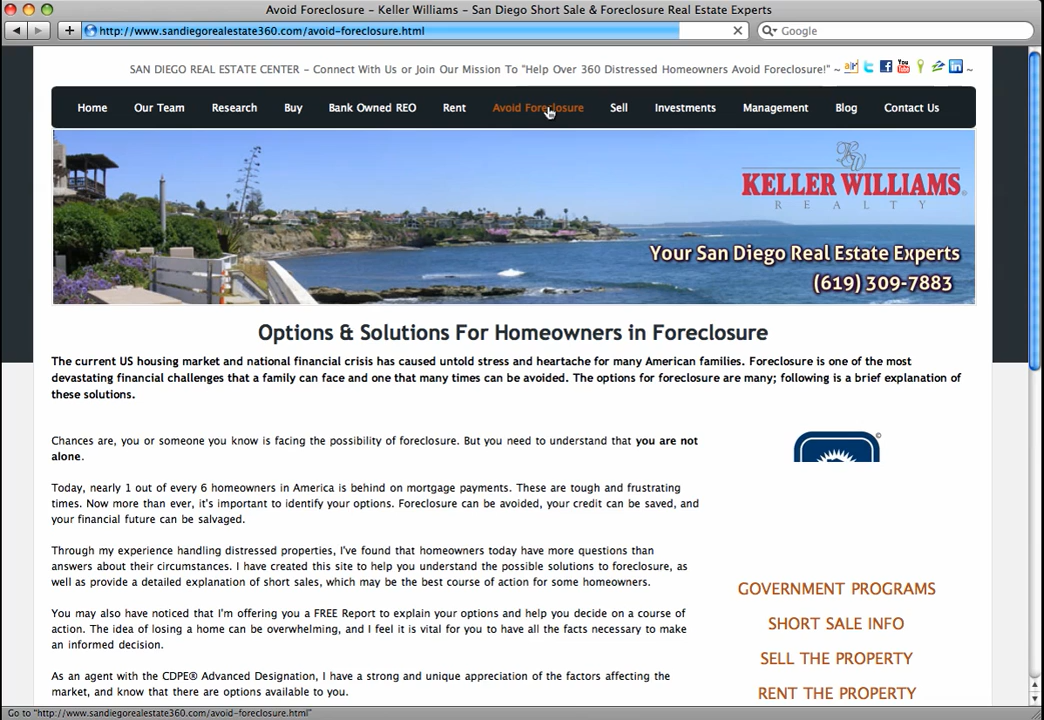 Avoid Foreclosure – Keller Williams – San Diego Short Sale & Foreclosure Real Estate Experts
http://www.sandiegorealestate360.com/avoid-foreclosure.html
Google
SAN DIEGO REAL ESTATE CENTER – Connect With Us or Join Our Mission To "Help Over 360 Distressed Homeowners Avoid Foreclosure!" ~ ~
Home Our Team Research Buy Bank Owned REO Rent Avoid Foreclosure Sell Investments Management Blog Contact Us
KW
KELLER WILLIAMS
REALTY
Your San Diego Real Estate Experts
(619) 309-7883
Options & Solutions For Homeowners in Foreclosure
The current US housing market and national financial crisis has caused untold stress and heartache for many American families. Foreclosure is one of the most
devastating financial challenges that a family can face and one that many times can be avoided. The options for foreclosure are many; following is a brief explanation of
these solutions.
Chances are, you or someone you know is facing the possibility of foreclosure. But you need to understand that you are not
alone.
Today, nearly 1 out of every 6 homeowners in America is behind on mortgage payments. These are tough and frustrating
times. Now more than ever, it's important to identify your options. Foreclosure can be avoided, your credit can be saved, and
your financial future can be salvaged.
Through my experience handling distressed properties, I've found that homeowners today have more questions than
answers about their circumstances. I have created this site to help you understand the possible solutions to foreclosure, as
well as provide a detailed explanation of short sales, which may be the best course of action for some homeowners.
You may also have noticed that I'm offering you a FREE Report to explain your options and help you decide on a course of
action. The idea of losing a home can be overwhelming, and I feel it is vital for you to have all the facts necessary to make
an informed decision.
As an agent with the CDPE® Advanced Designation, I have a strong and unique appreciation of the factors affecting the
market, and know that there are options available to you.
GOVERNMENT PROGRAMS
SHORT SALE INFO
SELL THE PROPERTY
RENT THE PROPERTY
Go to "http://www.sandiegorealestate360.com/avoid-foreclosure.html"